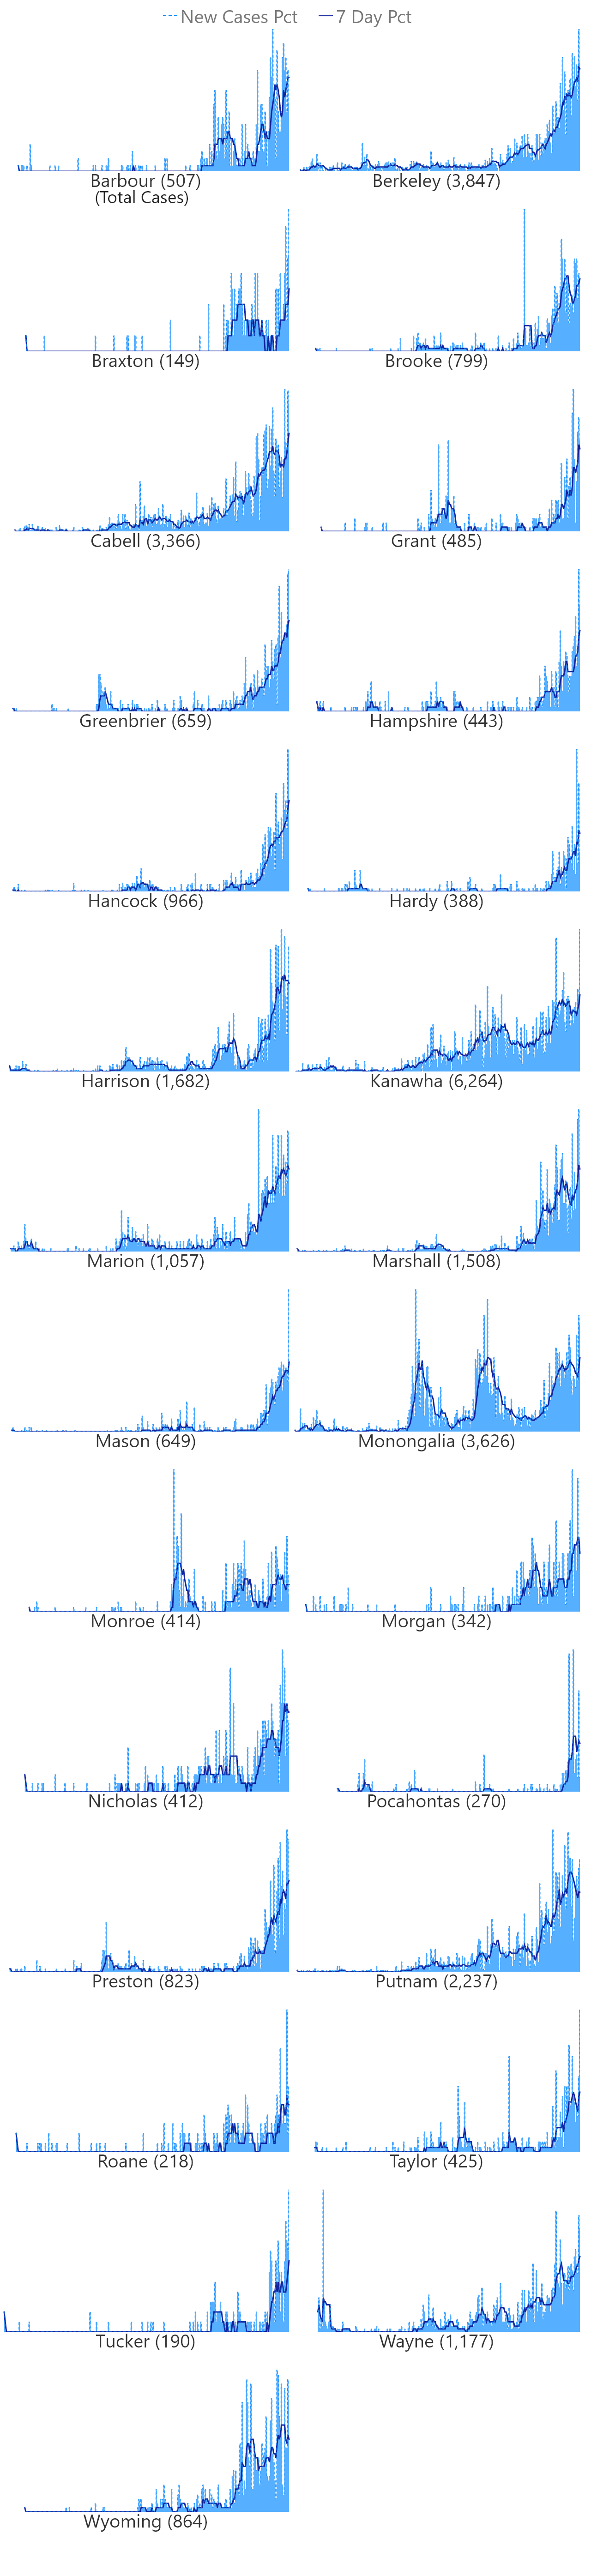 New Cases Pct 7 Day Pct
Barbour (507) Berkeley (3,847)
(Total Cases)
Braxton (149) Brooke (799)
Cabell (3,366) Grant (485)
Greenbrier (659) Hampshire (443)
Hancock (966) Hardy (388)
Harrison (1,682) Kanawha (6,264)
Marion (1,057) Marshall (1,508)
Mason (649) Monongalia (3,626)
Monroe (414) Morgan (342)
Nicholas (412) Pocahontas (270)
Preston (823) Putnam (2,237)
Roane (218) Taylor (425)
Tucker (190) Wayne (1,177)
Wyoming (864)